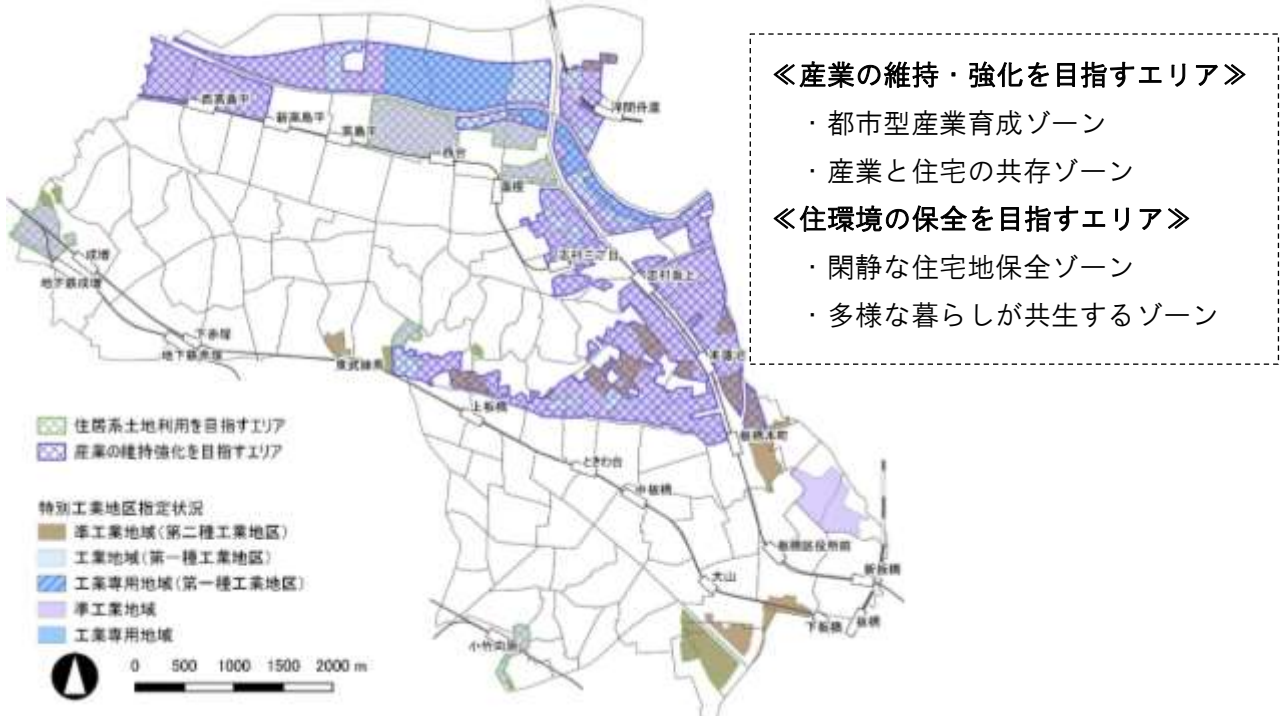 ≪産業の維持・強化を目指すエリア≫
・都市型産業育成ゾーン
・産業と住宅の共存ゾーン
≪住環境の保全を目指すエリア≫
・閑静な住宅地保全ゾーン
・多様な暮らしが共生するゾーン
西高島平
新高島平
高島平
西台
蓮根
浮間舟渡
志村三丁目
志村坂上
成増
地下鉄成増
下赤塚
地下鉄赤塚
東武練馬
上板橋
ときわ台
中板橋
板橋本町
板橋区役所前
新板橋
大山
下板橋
板橋
小竹向原
住居系土地利用を目指すエリア
産業の維持強化を目指すエリア
特別工業地区指定状況
準工業地域(第二種工業地区)
工業地域(第一種工業地区)
工業専用地域(第一種工業地区)
準工業地域
工業専用地域
0 500 1000 1500 2000 m